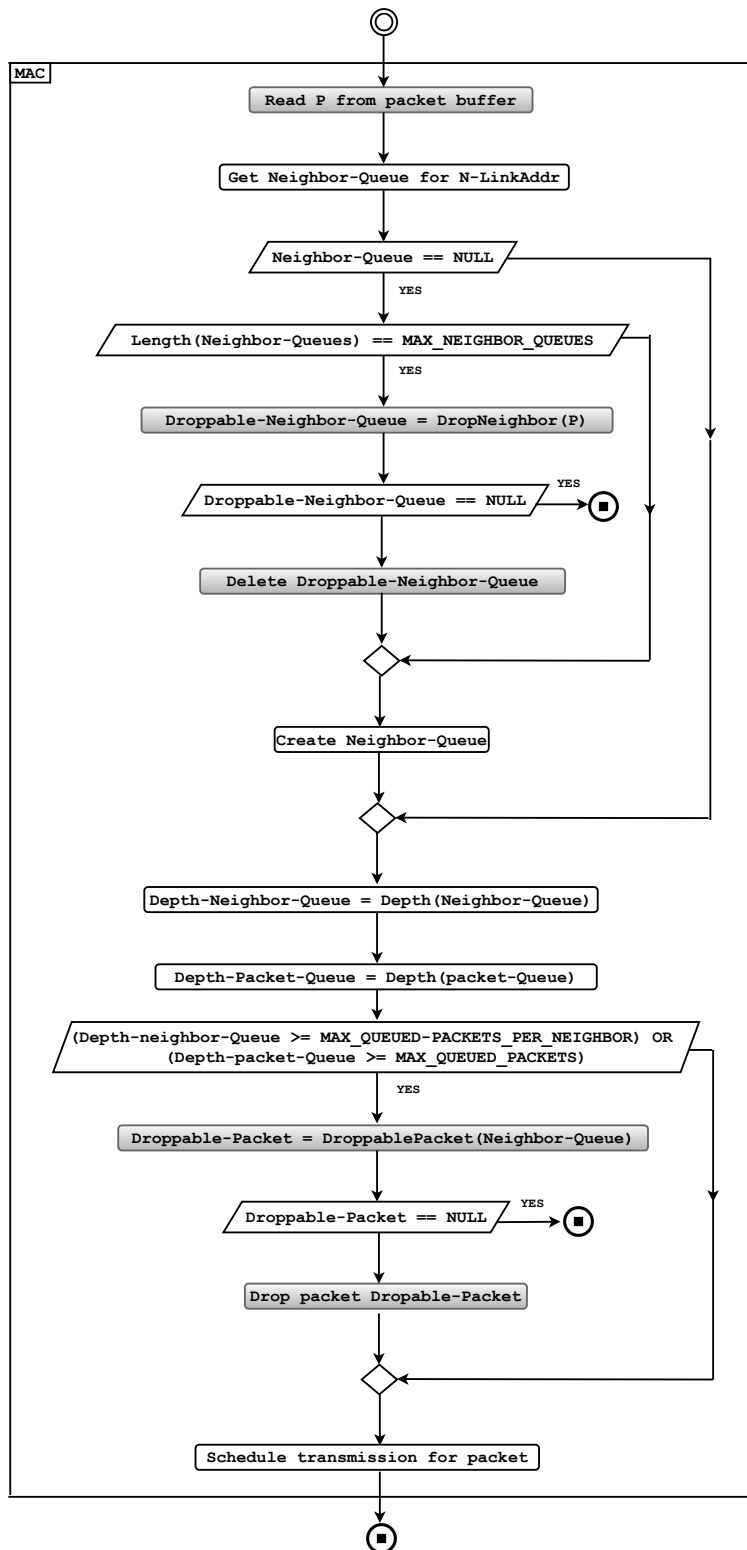 MAC
Read P from packet buffer
Get Neighbor-Queue for N-LinkAddr
Neighbor-Queue == NULL
YES
Length(Neighbor-Queues) == MAX_NEIGHBOR_QUEUES
YES
Droppable-Neighbor-Queue = DropNeighbor(P)
YES
Droppable-Neighbor-Queue == NULL
Delete Droppable-Neighbor-Queue
Create Neighbor-Queue
Depth-Neighbor-Queue = Depth(Neighbor-Queue)
Depth-Packet-Queue = Depth(packet-Queue)
(Depth-neighbor-Queue >= MAX_QUEUED-PACKETS_PER_NEIGHBOR) OR
(Depth-packet-Queue >= MAX_QUEUED_PACKETS)
YES
Droppable-Packet = DroppablePacket(Neighbor-Queue)
YES
Droppable-Packet == NULL
Drop packet Dropable-Packet
Schedule transmission for packet